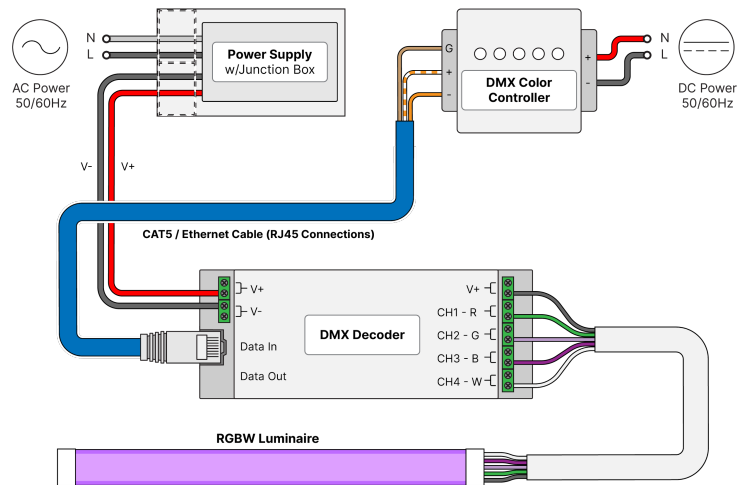 N
L
AC Power
50/60Hz
Power Supply
w/Junction Box
G
+
-
DMX Color
Controller
+
-
N
L
DC Power
50/60Hz
V-
V+
CAT5 / Ethernet Cable (RJ45 Connections)
V+
V-
Data In
Data Out
DMX Decoder
V+
CH1 - R
CH2 - G
CH3 - B
CH4 - W
RGBW Luminaire